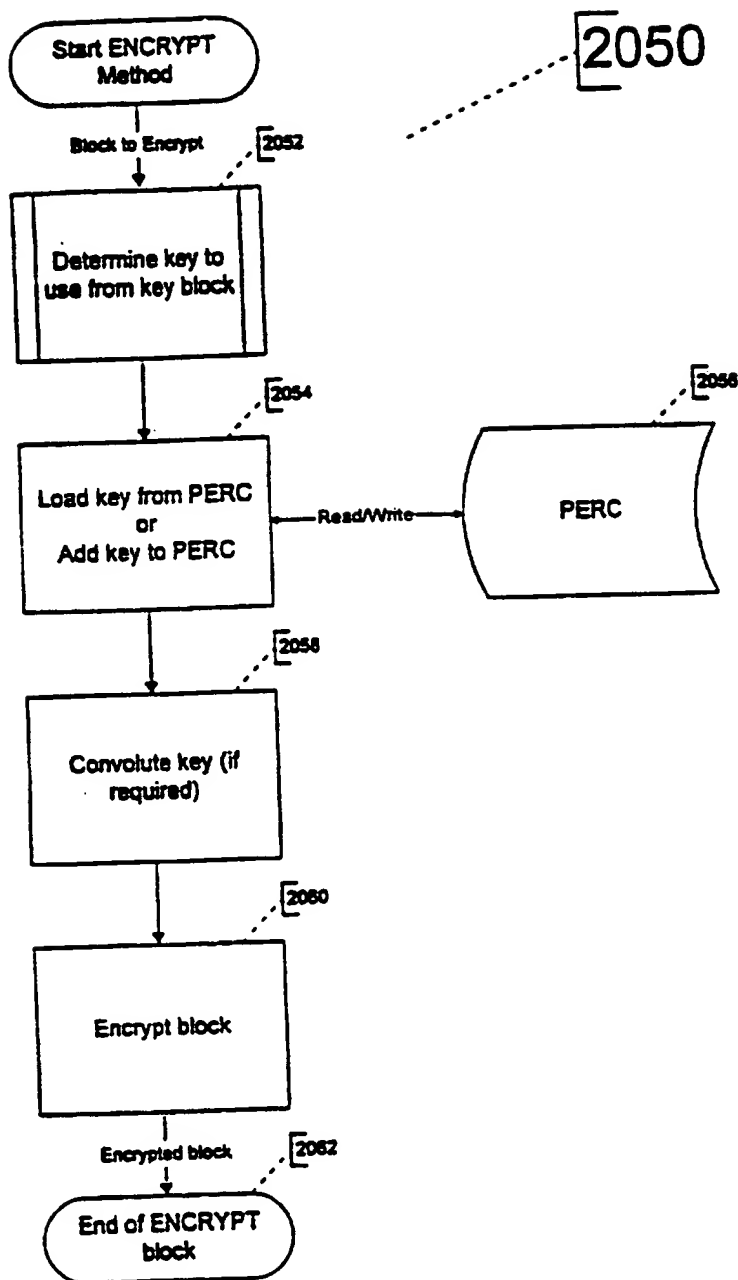 Start ENCRYPT
Method
2050
Block to Encrypt
2052
Determine key to
use from key block
2054
Load key from PERC
or
Add key to PERC
Read/Write
2056
PERC
2058
Convolute key (if
required)
2060
Encrypt block
Encrypted block
2062
End of ENCRYPT
block